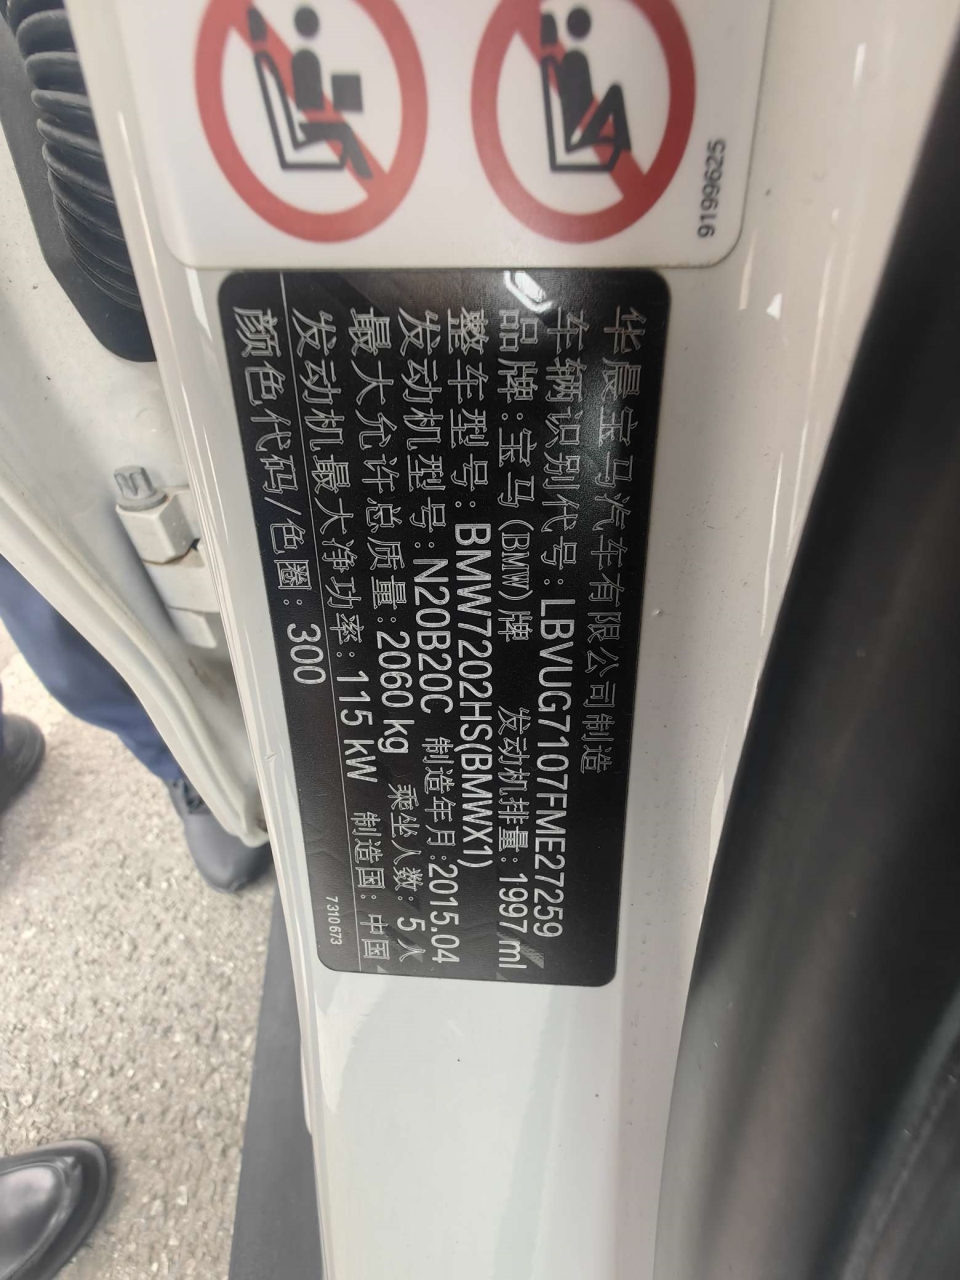 9199625
华晨宝马汽车有限公司制造
车辆识别代号:LBVUG7107FME27259
品牌:宝马(BMW)牌 发动机排量:1997ml
整车型号:BMW7202HS(BMWX1)
发动机型号:N20B20C 制造年月:2015.04
最大允许总质量:2060 kg 乘坐人数: 5 人
发动机最大净功率:115 kW 制造国:中国
颜色代码/色圈:300
7310673